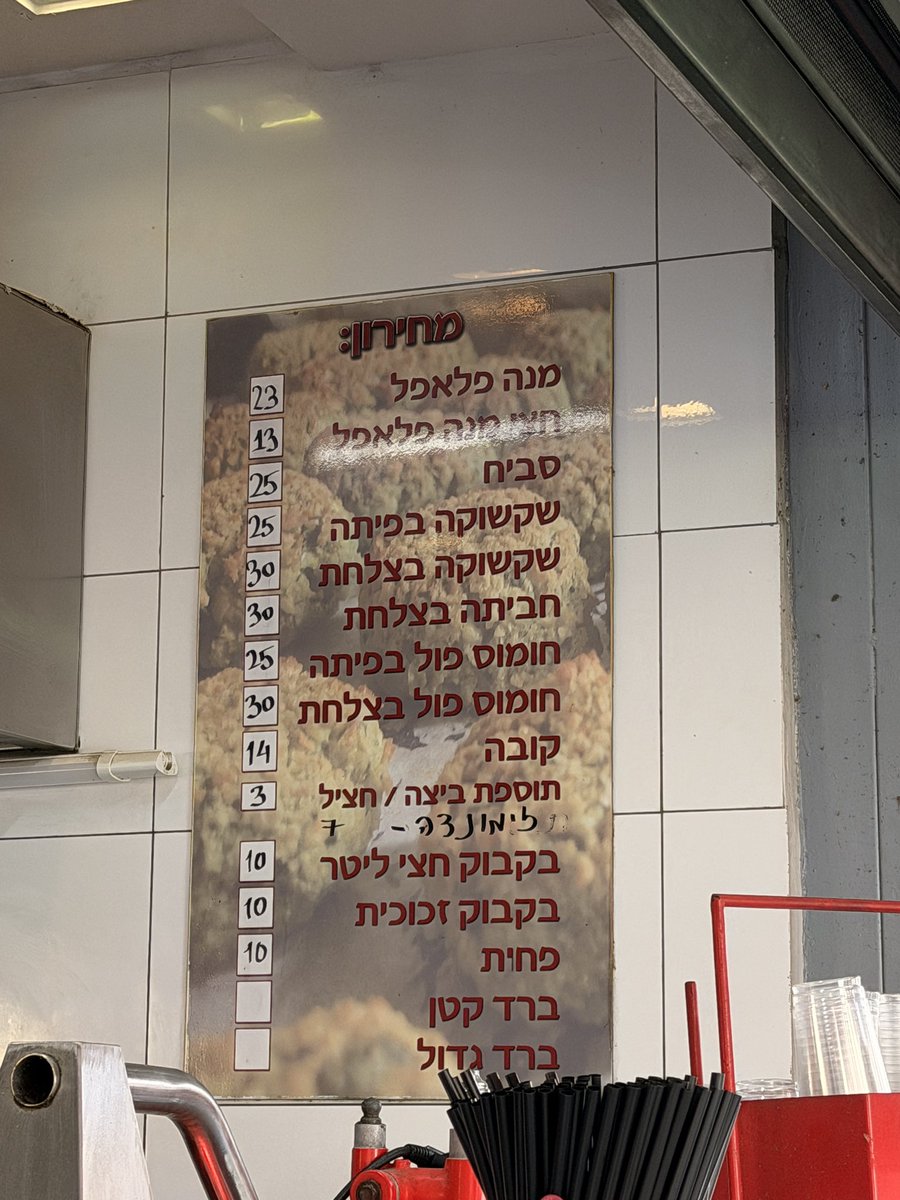 מחירון:
מנה פלאפל 23
חצי מנה פלאפל 13
סביח 25
שקשוקה בפיתה 25
שקשוקה בצלחת 30
חביתה בצלחת 30
חומוס פול בפיתה 25
חומוס פול בצלחת 30
קובה 14
תוספת ביצה / חציל 3
לימונדה - 7
בקבוק חצי ליטר 10
בקבוק זכוכית 10
פחית 10
ברד קטן
ברד גדול